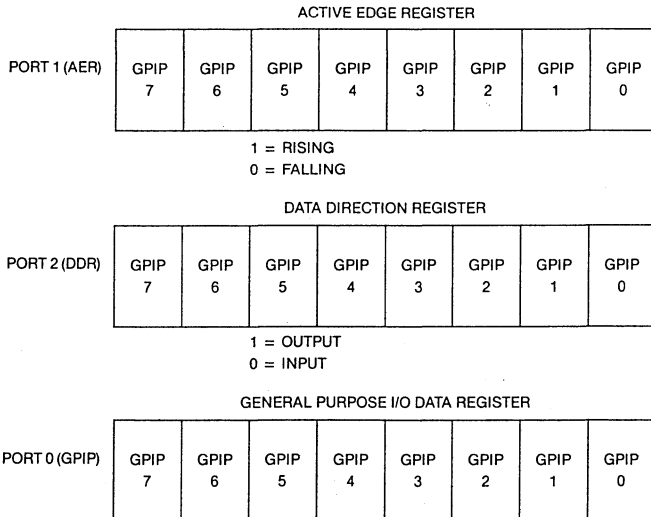 ACTIVE EDGE REGISTER
PORT 1 (AER) GPIP 7 GPIP 6 GPIP 5 GPIP 4 GPIP 3 GPIP 2 GPIP 1 GPIP 0
1 = RISING
0 = FALLING
DATA DIRECTION REGISTER
PORT 2 (DDR) GPIP 7 GPIP 6 GPIP 5 GPIP 4 GPIP 3 GPIP 2 GPIP 1 GPIP 0
1 = OUTPUT
0 = INPUT
GENERAL PURPOSE I/O DATA REGISTER
PORT 0 (GPIP) GPIP 7 GPIP 6 GPIP 5 GPIP 4 GPIP 3 GPIP 2 GPIP 1 GPIP 0